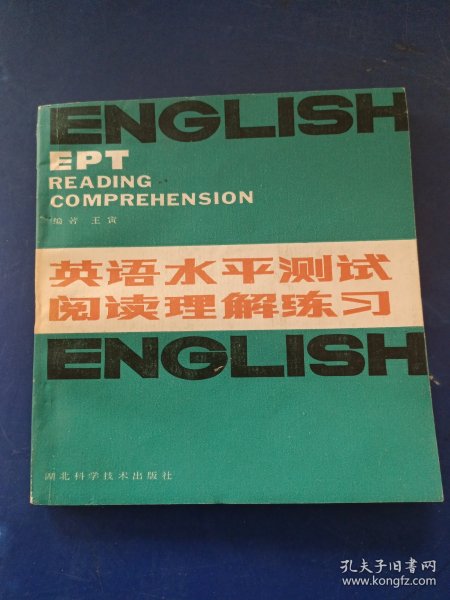 ENGLISH
EPT
READING
COMPREHENSION
编著 王寅
英语水平测试
阅读理解练习
ENGLISH
湖北科学技术出版社
孔夫子旧书网
www.kongfz.com